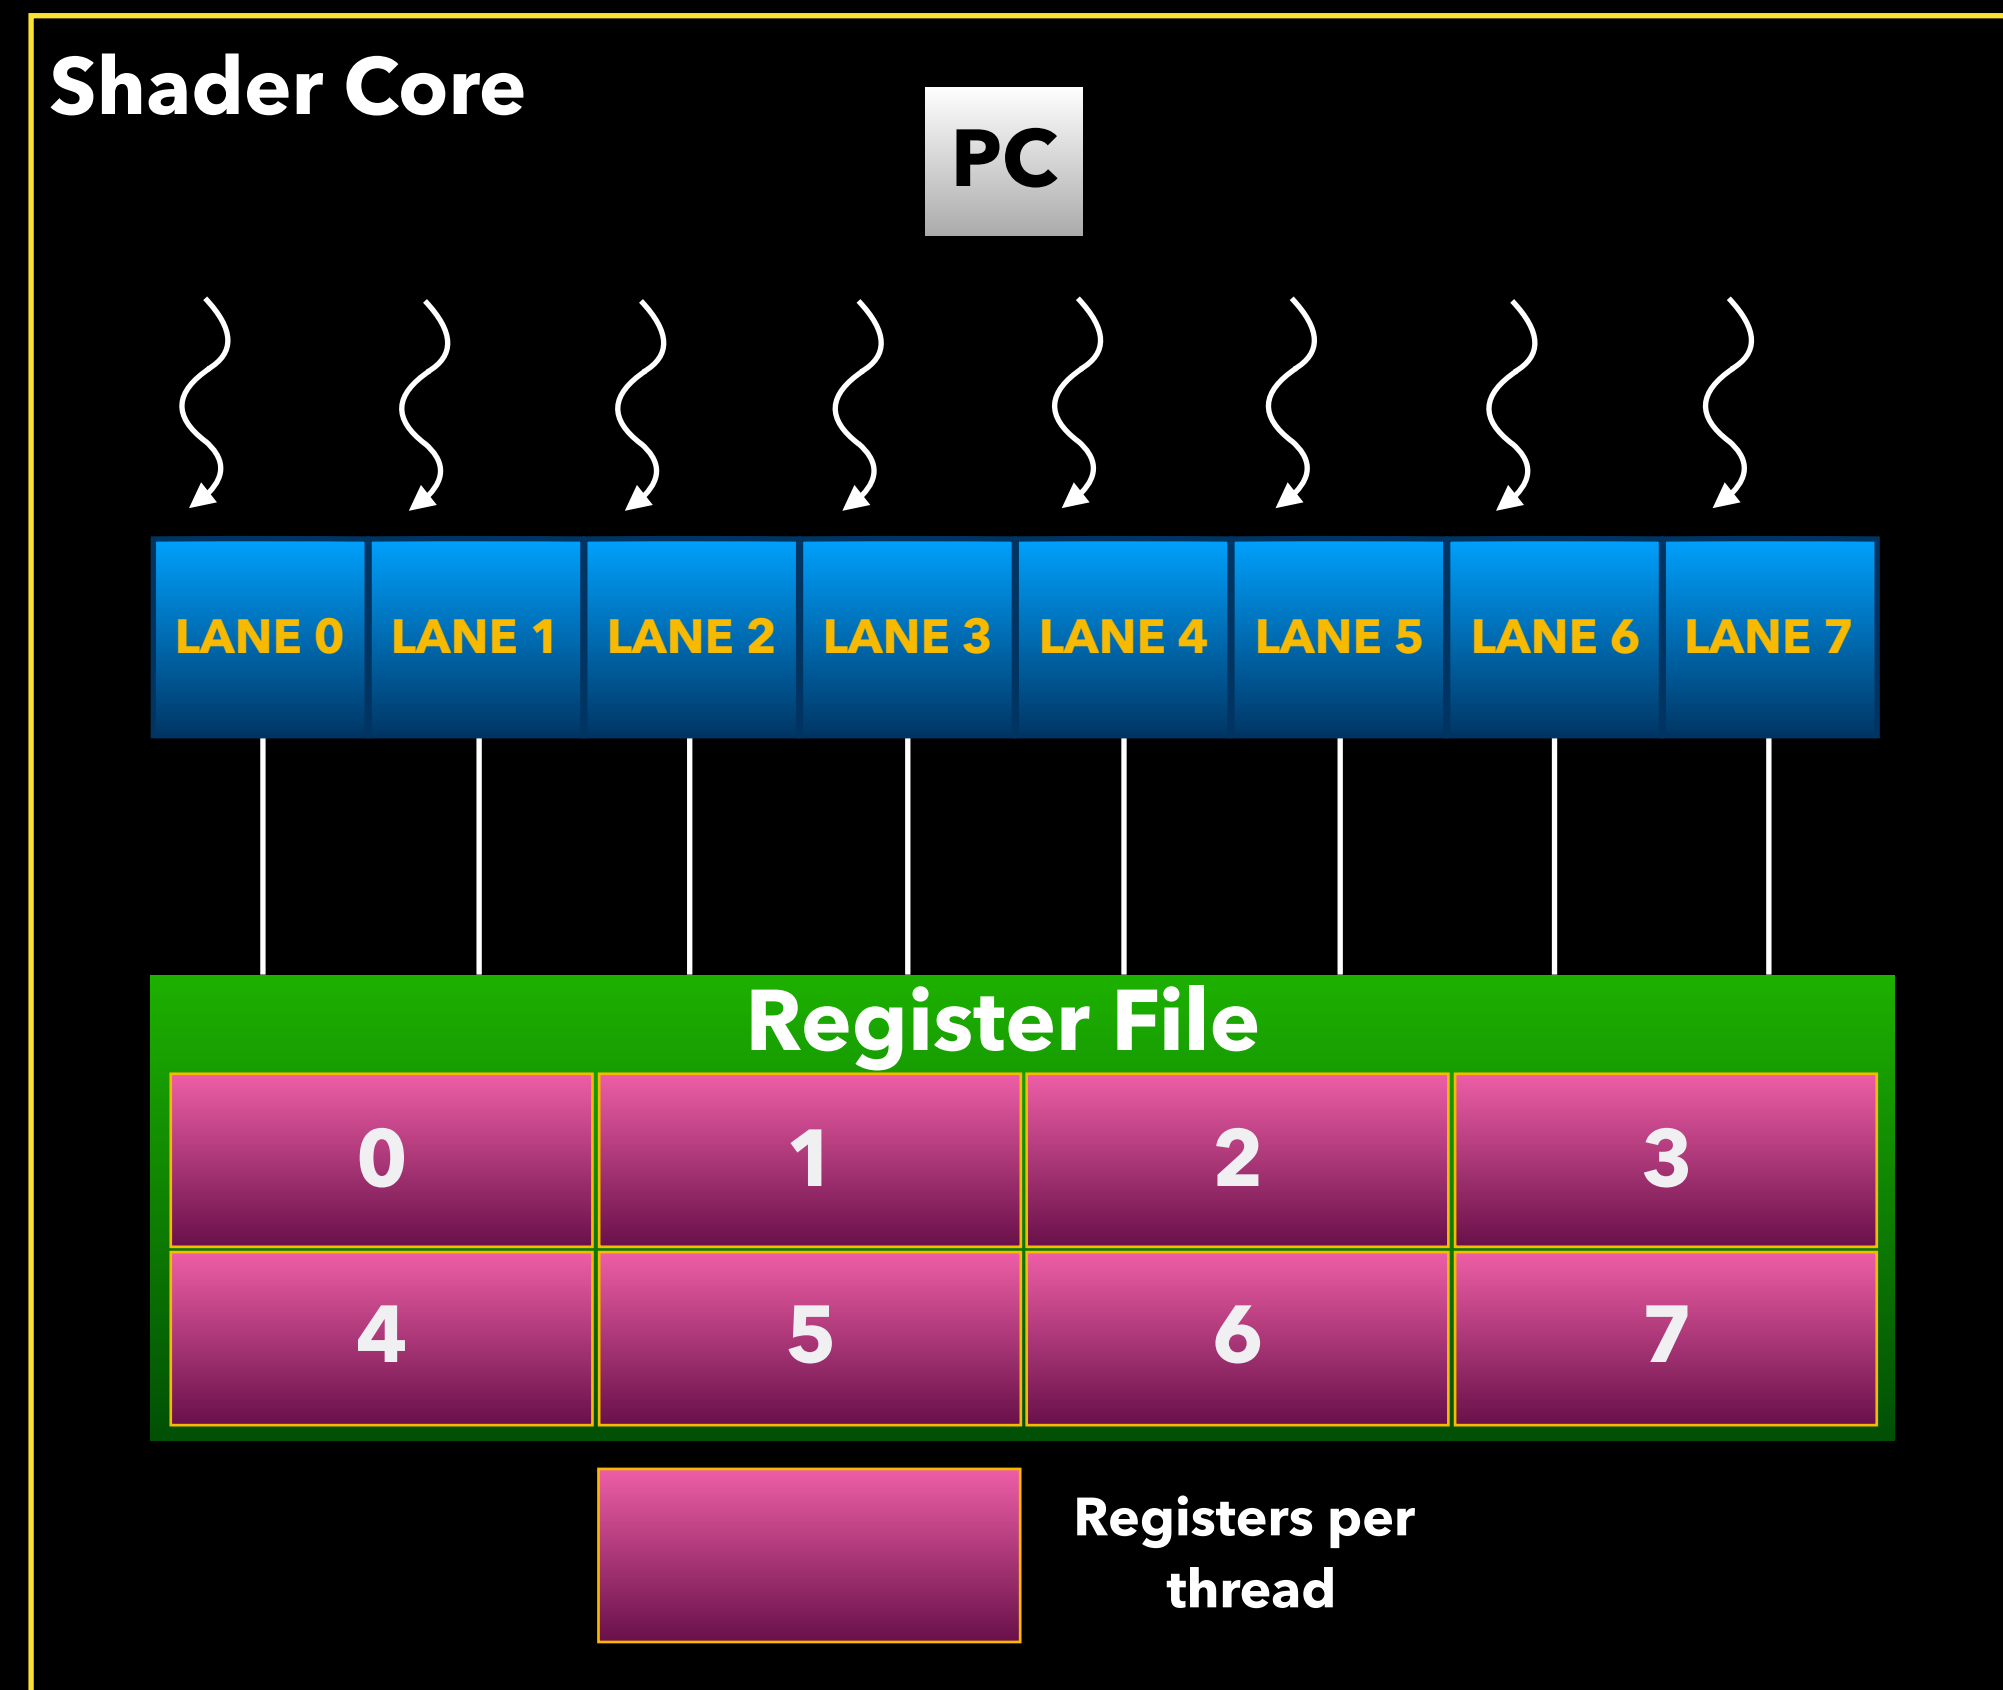 Shader Core
PC
LANE 0 LANE 1 LANE 2 LANE 3 LANE 4 LANE 5 LANE 6 LANE 7
Register File
0 1 2 3
4 5 6 7
Registers per
thread